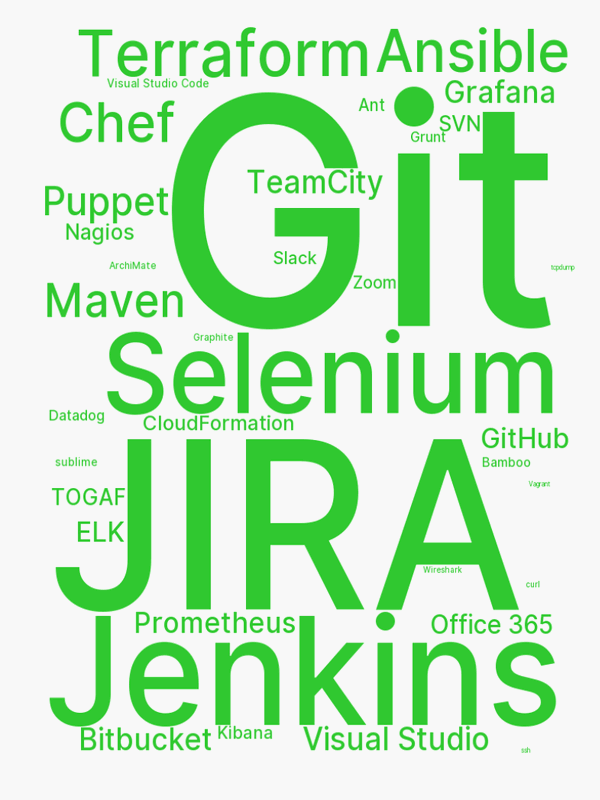 Terraform
Ansible
Visual Studio Code
Grafana
Ant
Chef
SVN
Grunt
Git
TeamCity
Puppet
Nagios
Slack
ArchiMate
tcpdump
Zoom
Maven
Graphite
Selenium
Datadog
CloudFormation
GitHub
sublime
Bamboo
Vagrant
TOGAF
JIRA
ELK
Wireshark
curl
Prometheus
Office 365
Jenkins
Bitbucket
Kibana
Visual Studio
ssh